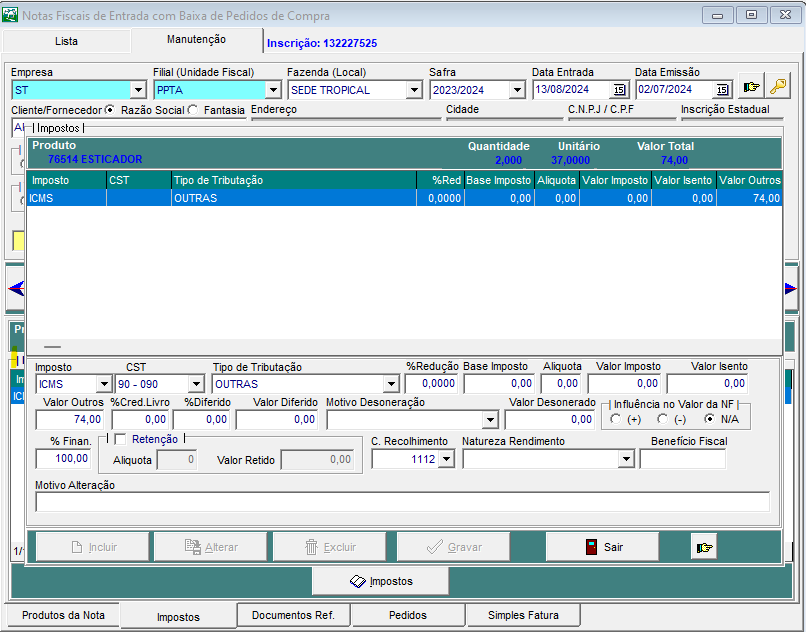 Notas Fiscais de Entrada com Baixa de Pedidos de Compra
Lista Manutenção Inscrição: 132227525
Empresa Filial (Unidade Fiscal) Fazenda (Local) Safra Data Entrada Data Emissão
ST PPTA SEDE TROPICAL 2023/2024 13/08/2024 15 02/07/2024 15
Cliente/Fornecedor Razão Social Fantasia Endereço Cidade C.N.P.J / C.P.F Inscrição Estadual
Impostos
Produto Quantidade Unitário Valor Total
76514 ESTICADOR 2,000 37,0000 74,00
Imposto CST Tipo de Tributação %Red Base Imposto Aliquota Valor Imposto Valor Isento Valor Outros
ICMS OUTRAS 0,0000 0,00 0,00 0,00 0,00 74,00
Imposto CST Tipo de Tributação %Redução Base Imposto Aliquota Valor Imposto Valor Isento
ICMS 90 - 090 OUTRAS 0,0000 0,00 0,00 0,00 0,00
Valor Outros %Cred.Livro %Diferido Valor Diferido Motivo Desoneração Valor Desonerado Influência no Valor da NF
74,00 0,00 0,00 0,00 0,00 (+) (-) N/A
% Finan. Retenção C. Recolhimento Natureza Rendimento Benefício Fiscal
100,00 Aliquota 0 Valor Retido 0,00 1112
Motivo Alteração
Incluir Alterar Excluir Gravar Sair
1/
Impostos
Produtos da Nota Impostos Documentos Ref. Pedidos Simples Fatura